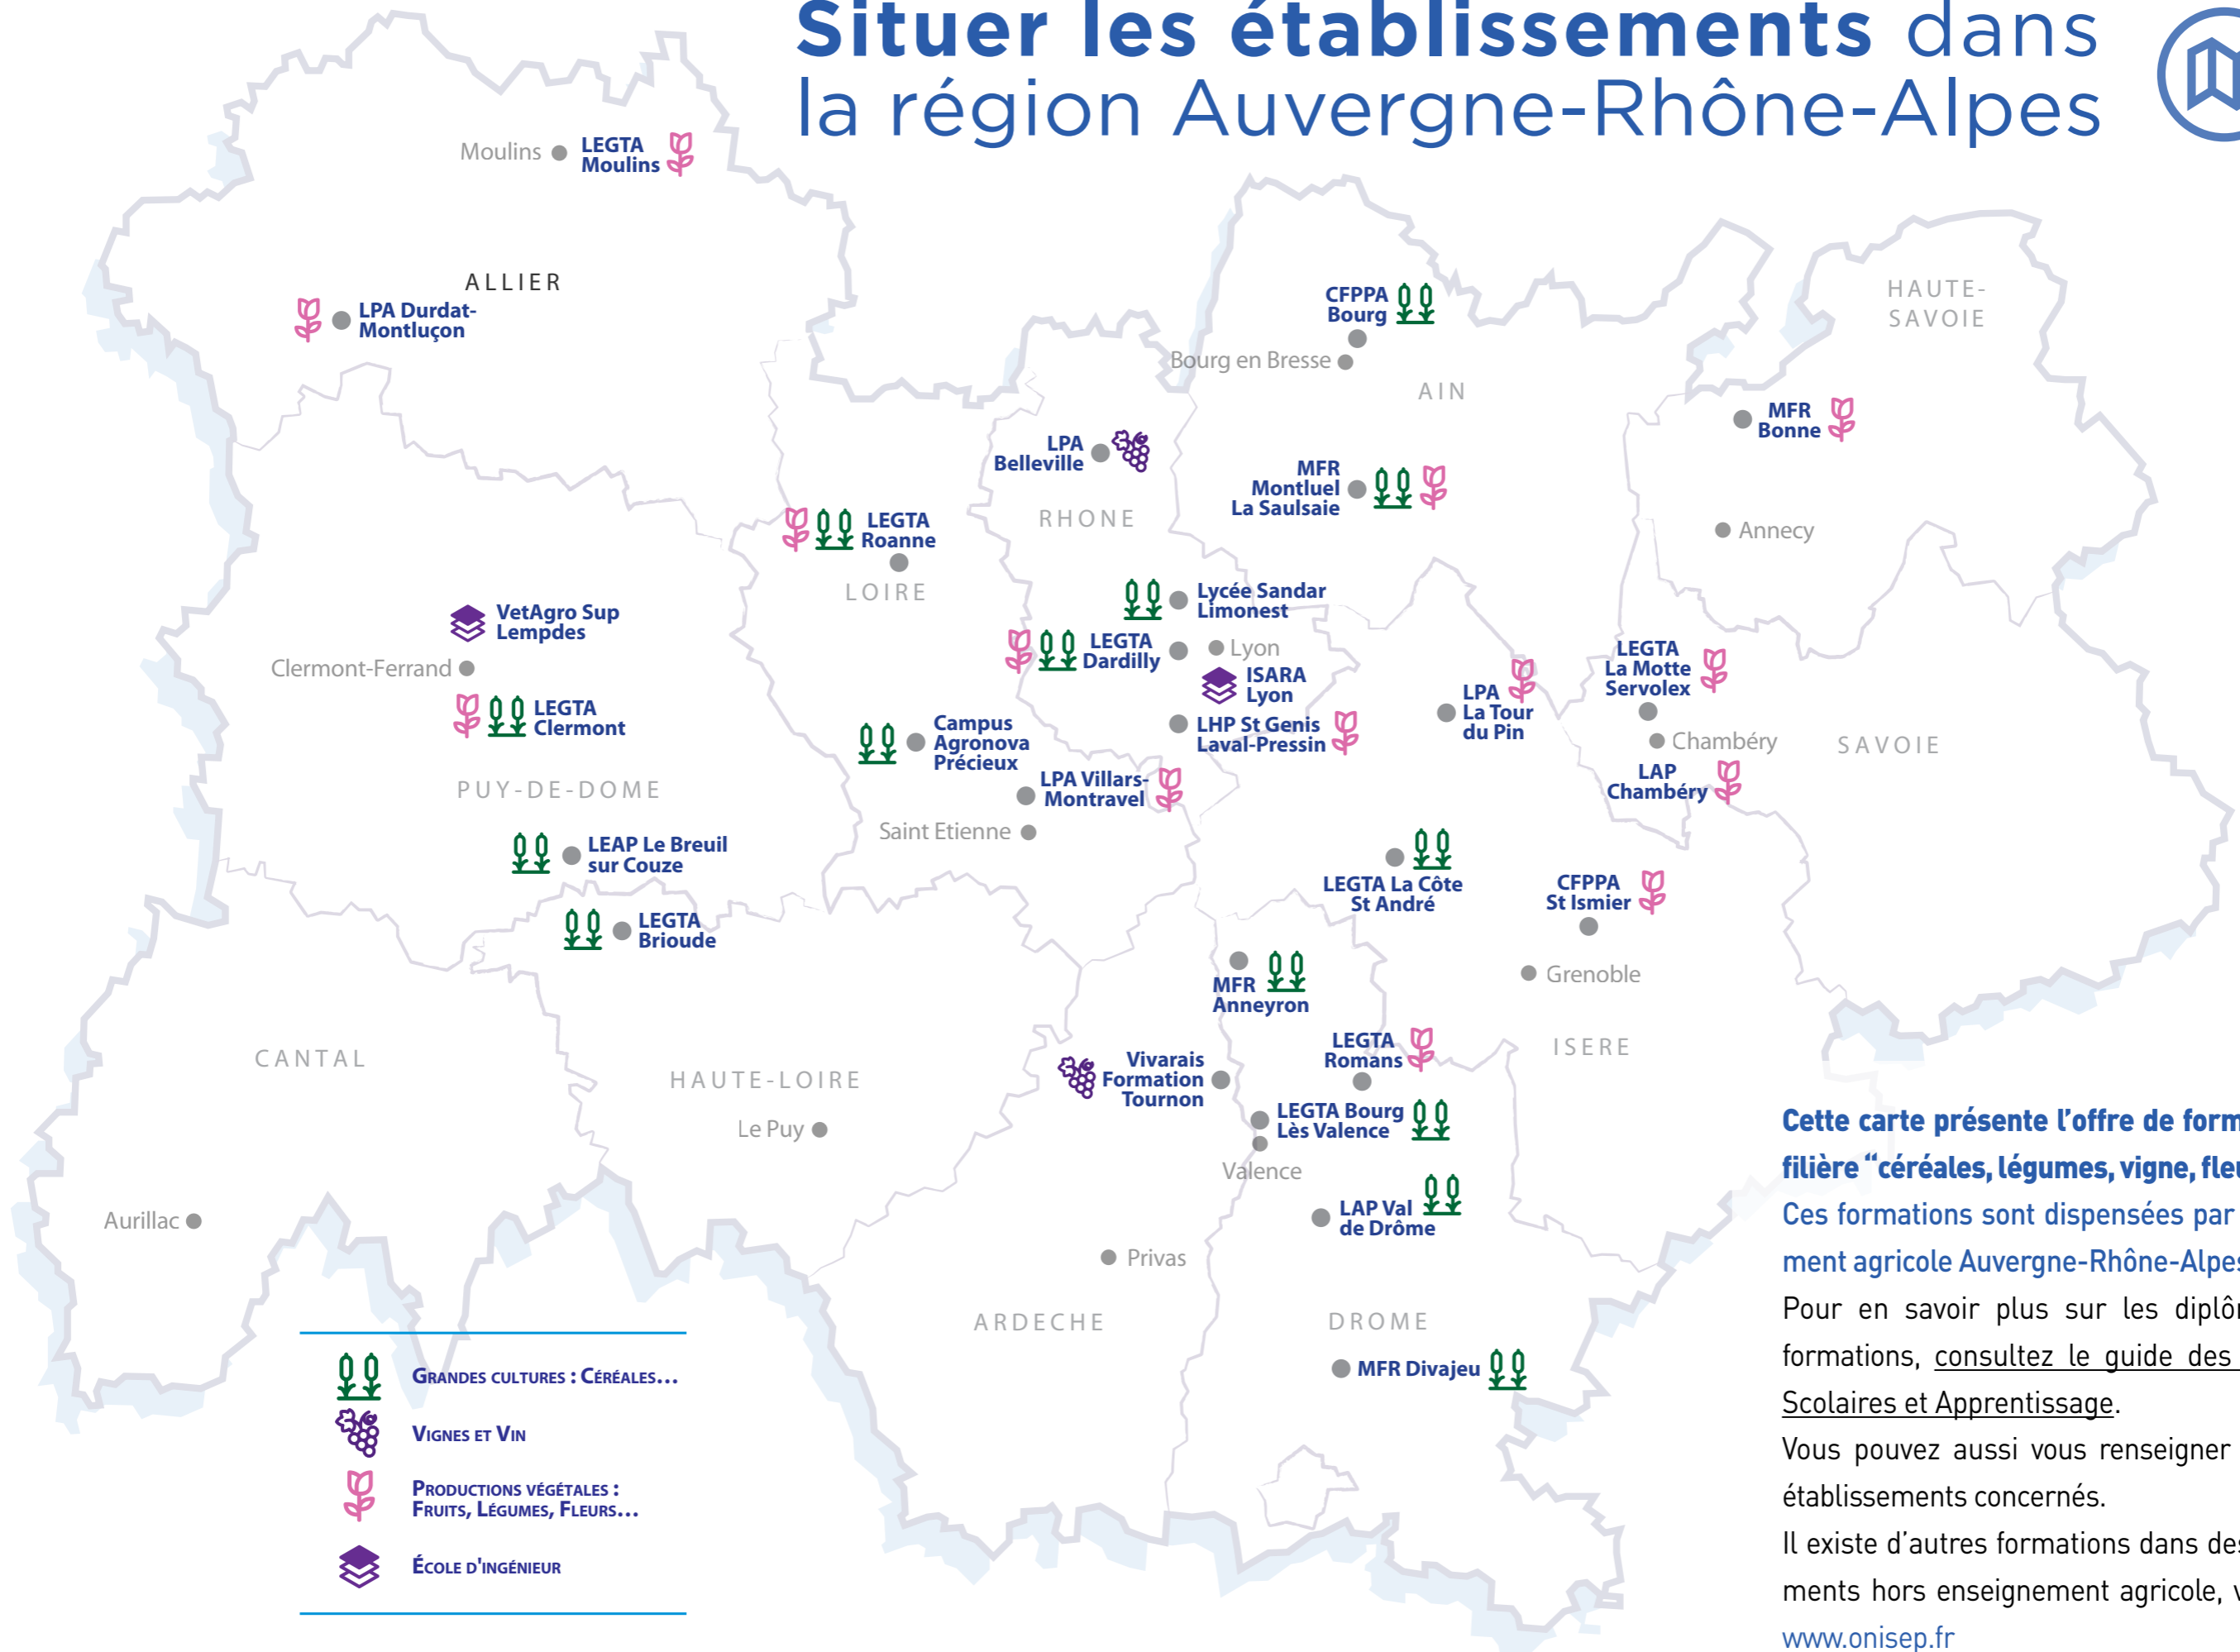 Situer les établissements dans
la région Auvergne-Rhône-Alpes
Moulins
LEGTA
Moulins
ALLIER
LPA Durdat-
Montluçon
HAUTE-
SAVOIE
CFPPA
Bourg
Bourg en Bresse
AIN
MFR
Bonne
LPA
Belleville
MFR
Montluel
La Saulsaie
RHONE
LEGTA
Roanne
Annecy
LOIRE
Lycée Sandar
Limonest
VetAgro Sup
Lempdes
LEGTA
Dardilly
Lyon
ISARA
Lyon
LEGTA
La Motte
Servolex
Clermont-Ferrand
LEGTA
Clermont
LPA
La Tour
du Pin
Campus
Agronova
Précieux
LHP St Genis
Laval-Pressin
Chambéry
SAVOIE
LAP
Chambéry
PUY-DE-DOME
LPA Villars-
Montravel
Saint Etienne
LEAP Le Breuil
sur Couze
LEGTA La Côte
St André
CFPPA
St Ismier
LEGTA
Brioude
Grenoble
MFR
Anneyron
ISERE
LEGTA
Romans
CANTAL
HAUTE-LOIRE
Vivarais
Formation
Tournon
Le Puy
LEGTA Bourg
Lès Valence
Valence
Aurillac
LAP Val
de Drôme
Privas
ARDECHE
DROME
MFR Divajeu
GRANDES CULTURES : CÉRÉALES...
VIGNES ET VIN
PRODUCTIONS VÉGÉTALES :
FRUITS, LÉGUMES, FLEURS...
ÉCOLE D'INGÉNIEUR
Cette carte présente l'offre de form
filière “céréales, légumes, vigne, fleu
Ces formations sont dispensées par
ment agricole Auvergne-Rhône-Alpes
Pour en savoir plus sur les diplôm
formations, consultez le guide des
Scolaires et Apprentissage.
Vous pouvez aussi vous renseigner
établissements concernés.
Il existe d'autres formations dans des
ments hors enseignement agricole, v
www.onisep.fr